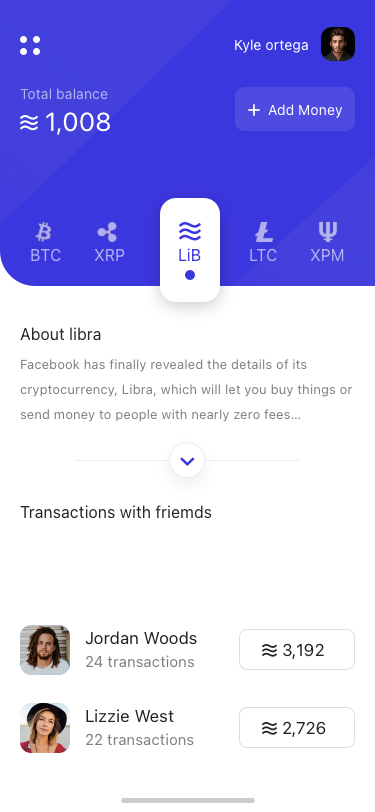 Kyle ortega
Total balance
1,008
Add Money
BTC
XRP
LiB
LTC
XPM
About libra
Facebook has finally revealed the details of its
cryptocurrency, Libra, which will let you buy things or
send money to people with nearly zero fees...
Transactions with friemds
Jordan Woods
24 transactions
3,192
Lizzie West
22 transactions
2,726